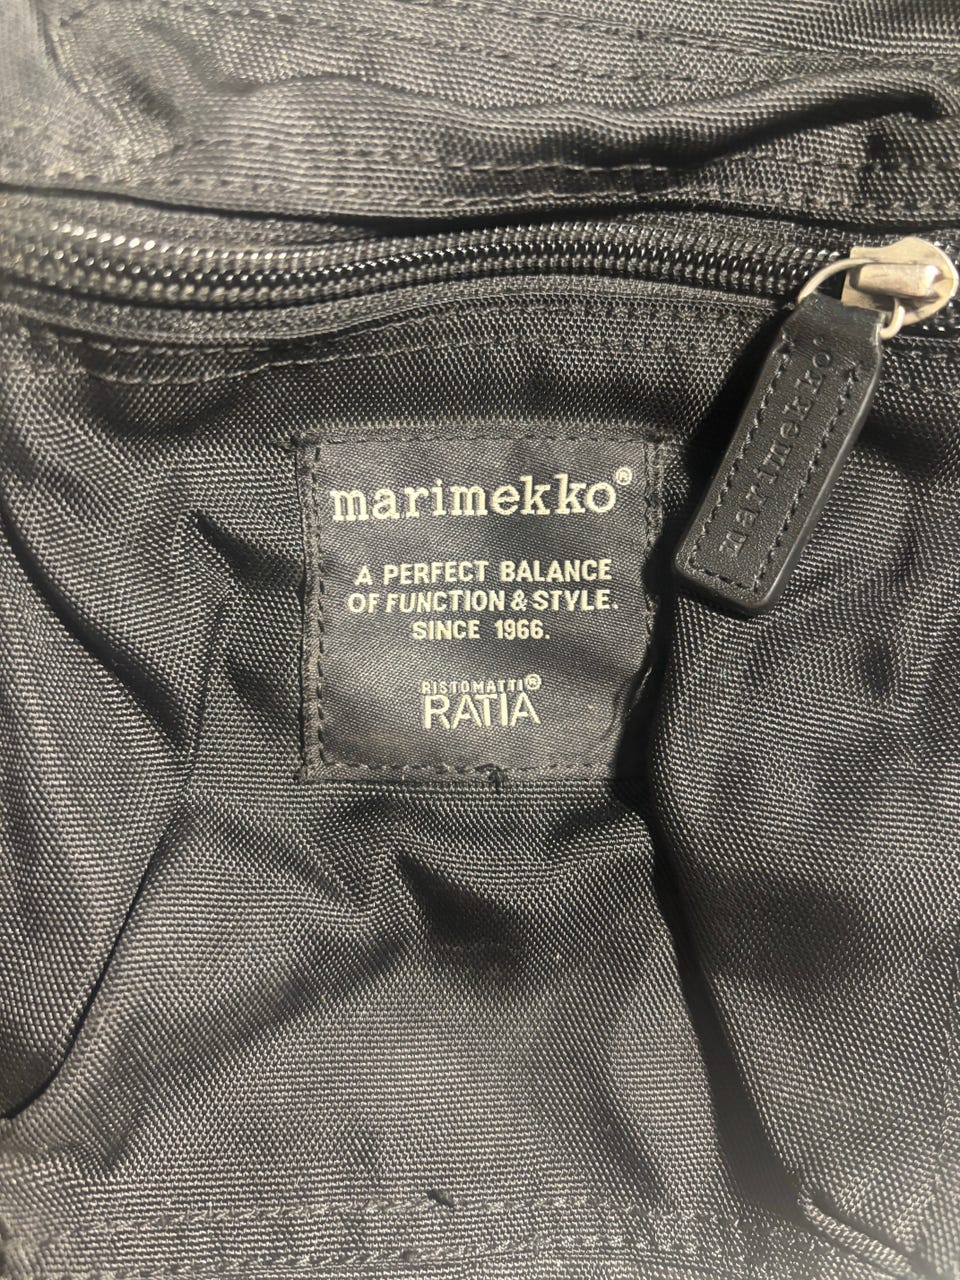 marimekko®
A PERFECT BALANCE
OF FUNCTION & STYLE.
SINCE 1966.
RISTOMATTI®
RATIA
marimekko®